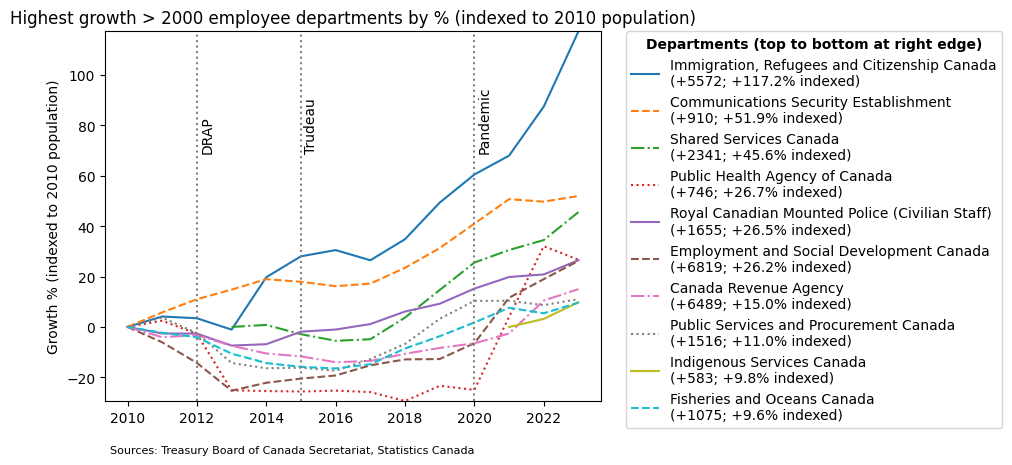 Highest growth > 2000 employee departments by % (indexed to 2010 population)
Growth % (indexed to 2010 population)
100
80
60
40
20
0
−20
DRAP
Trudeau
Pandemic
2010
2012
2014
2016
2018
2020
2022
Departments (top to bottom at right edge)
Immigration, Refugees and Citizenship Canada
(+5572; +117.2% indexed)
Communications Security Establishment
(+910; +51.9% indexed)
Shared Services Canada
(+2341; +45.6% indexed)
Public Health Agency of Canada
(+746; +26.7% indexed)
Royal Canadian Mounted Police (Civilian Staff)
(+1655; +26.5% indexed)
Employment and Social Development Canada
(+6819; +26.2% indexed)
Canada Revenue Agency
(+6489; +15.0% indexed)
Public Services and Procurement Canada
(+1516; +11.0% indexed)
Indigenous Services Canada
(+583; +9.8% indexed)
Fisheries and Oceans Canada
(+1075; +9.6% indexed)
Sources: Treasury Board of Canada Secretariat, Statistics Canada